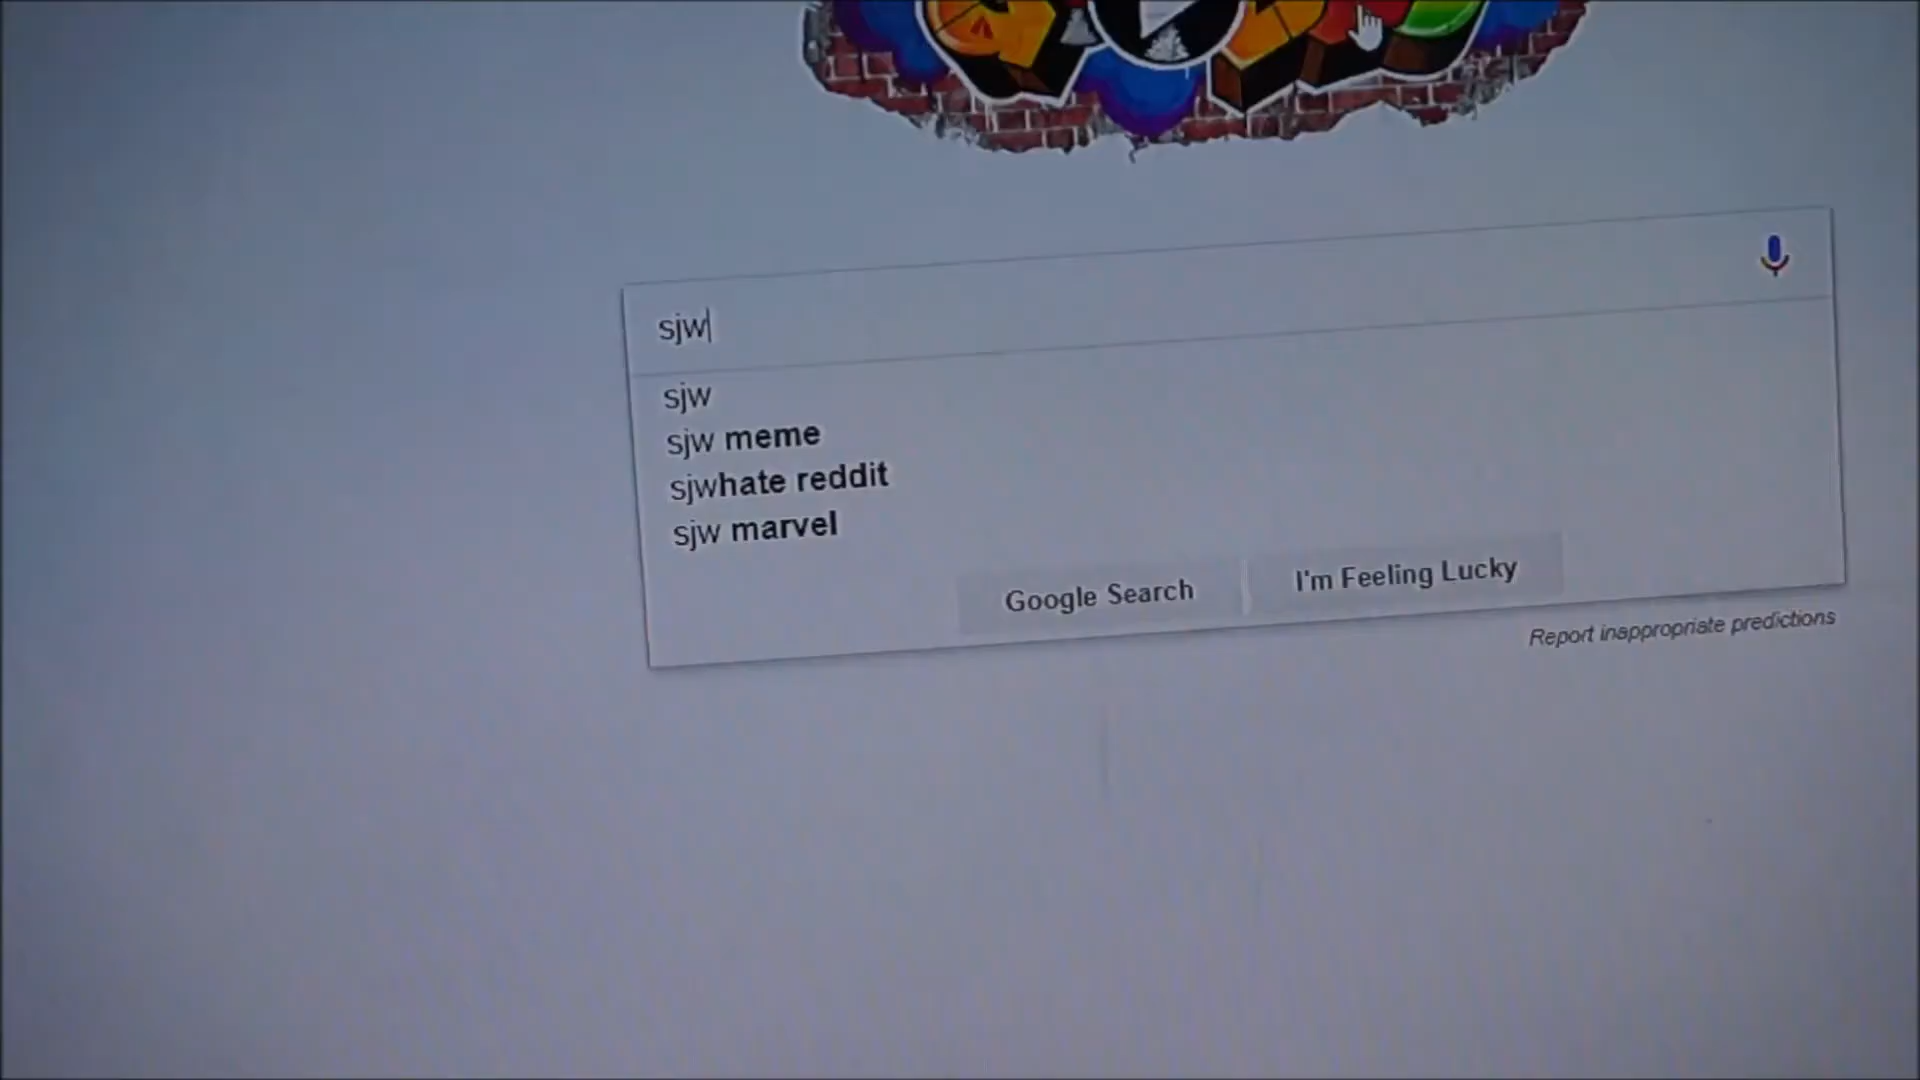 sjw
sjw
sjw meme
sjwhate reddit
sjw marvel
Google Search
I'm Feeling Lucky
Report inappropriate predictions